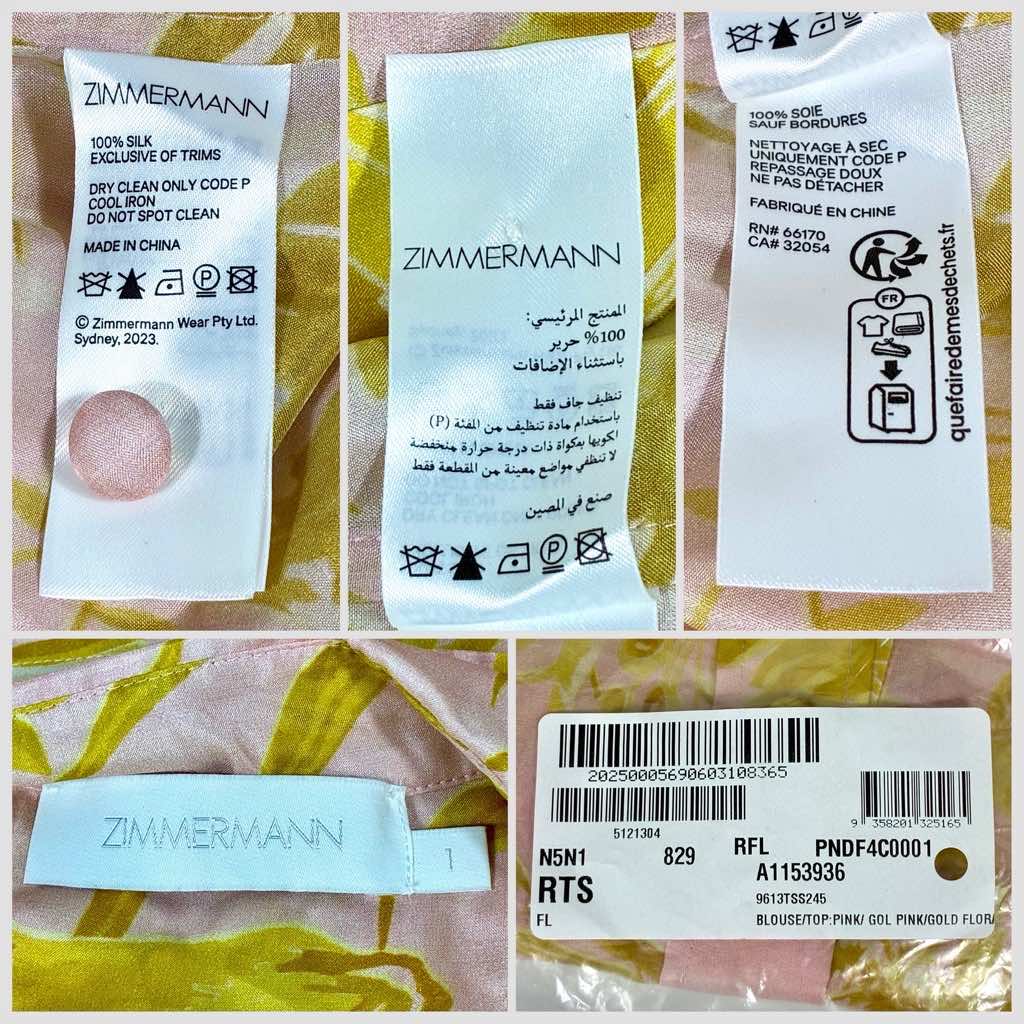 ZIMMERMANN
100% SILK
EXCLUSIVE OF TRIMS
DRY CLEAN ONLY CODE P
COOL IRON
DO NOT SPOT CLEAN
MADE IN CHINA
P
© Zimmermann Wear Pty Ltd.
Sydney, 2023.
ZIMMERMANN
المنتج المرئيسي:
100% حرير
باستثناء الإضافات
تنظيف جاف فقط
باستخدام مادة تنظيف من المفئة (P)
اكويها بمكواة ذات درجة حرارة منخفضة
لا تنظفي مواضع معينة من المقطعة فقط
صنع في المصين
P
100% SOIE
SAUF BORDURES
NETTOYAGE À SEC
UNIQUEMENT CODE P
REPASSAGE DOUX
NE PAS DÉTACHER
FABRIQUÉ EN CHINE
RN# 66170
CA# 32054
FR
quefairedemesdechets.fr
ZIMMERMANN
1
20250005690603108365
5121304
9 358201 325165
N5N1 829 RFL PNDF4C0001
RTS A1153936
9613TSS245
FL BLOUSE/TOP:PINK/ GOL PINK/GOLD FLOR/